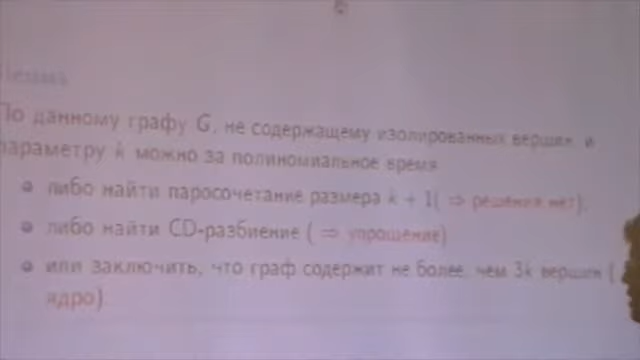 Лемма
По данному графу G, не содержащему изолированных вершин, и
параметру k можно за полиномиальное время
либо найти паросочетание размера k + 1( ⇒ решения нет),
либо найти CD-разбиение ( ⇒ упрощение)
или заключить, что граф содержит не более, чем 3k вершин (
ядро)